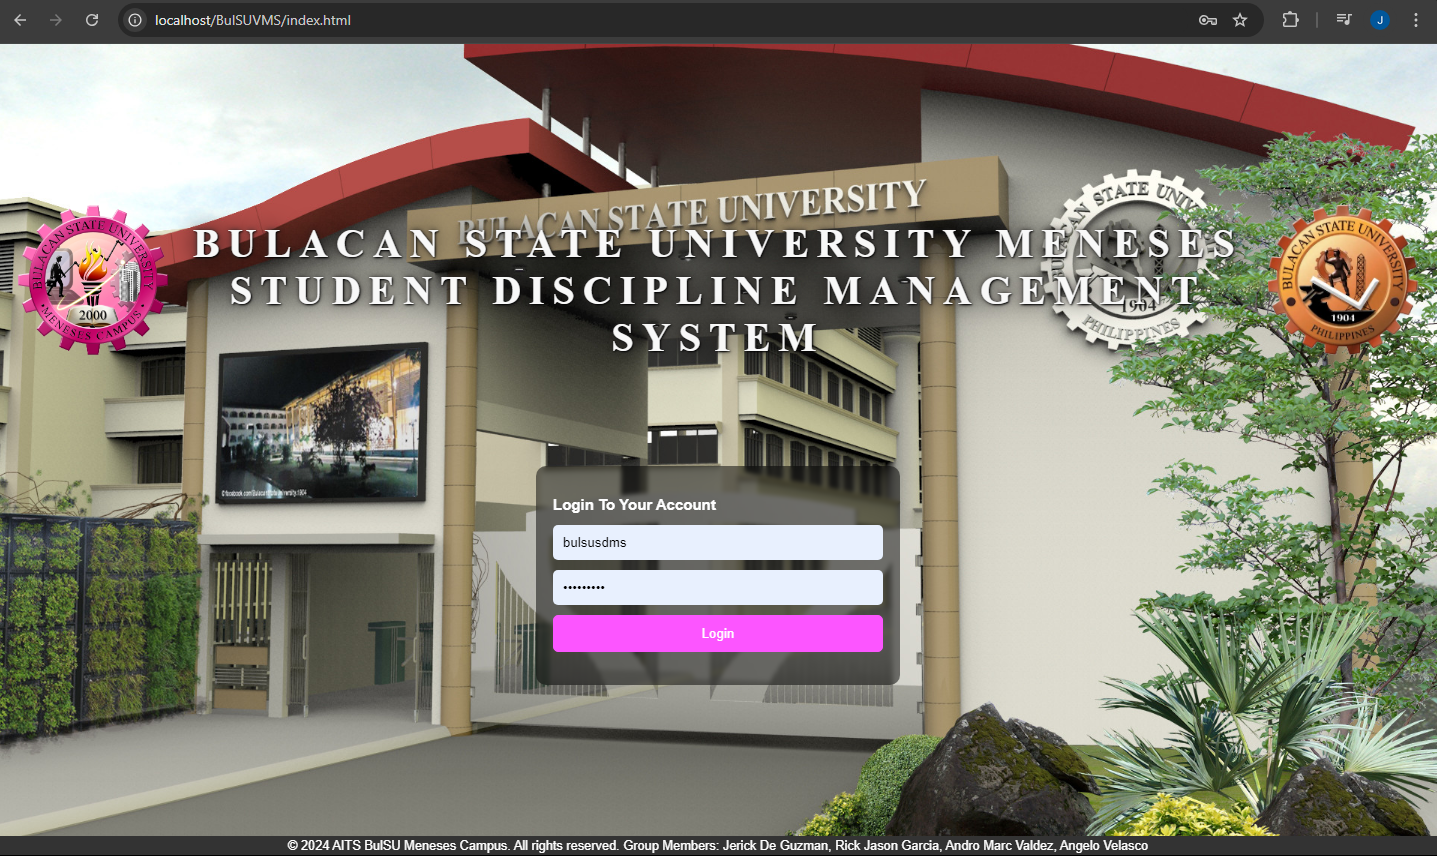 localhost/BulSUVMS/index.html
J
BULACAN STATE UNIVERSITY
BULACAN STATE UNIVERSITY
MENESES CAMPUS
2000
BULACAN STATE UNIVERSITY MENESES
STUDENT DISCIPLINE MANAGEMENT
SYSTEM
BULACAN STATE UNIVERSITY
1904
PHILIPPINES
BULACAN STATE UNIVERSITY
1904
PHILIPPINES
Login To Your Account
bulsusdms
•••••••••
Login
© 2024 AITS BulSU Meneses Campus. All rights reserved. Group Members: Jerick De Guzman, Rick Jason Garcia, Andro Marc Valdez, Angelo Velasco